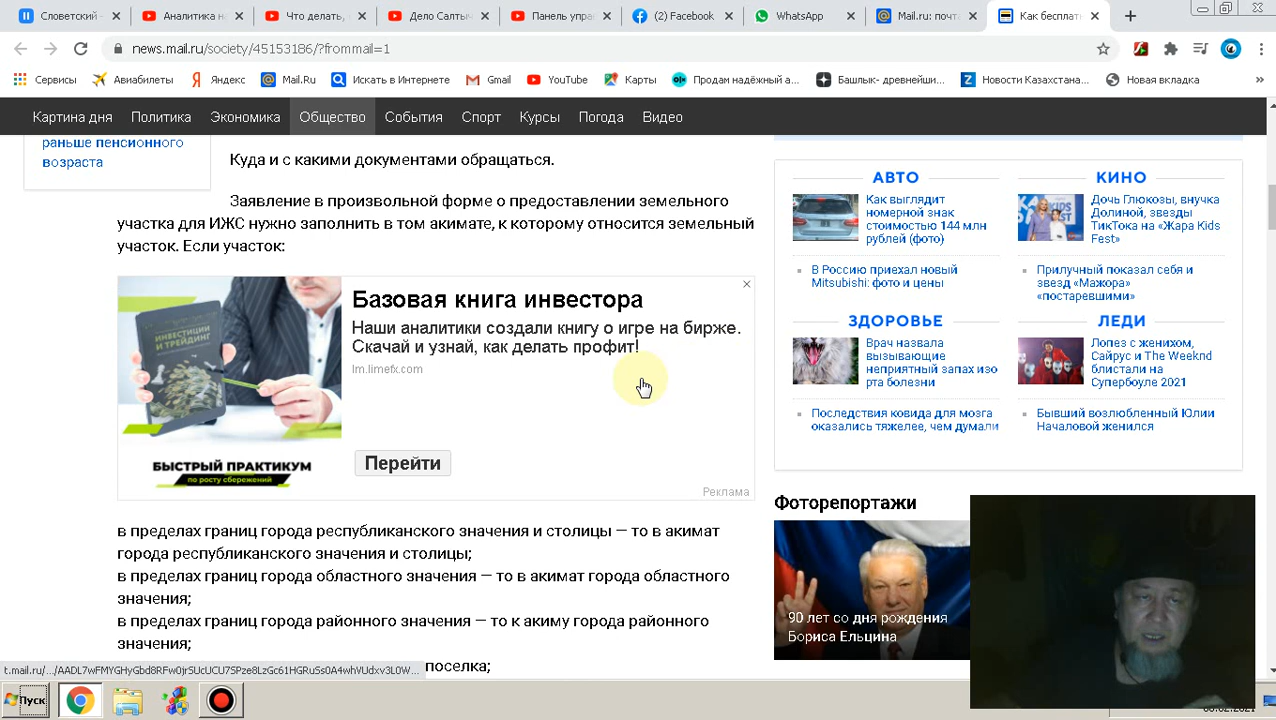 Словетский -
Аналитика н
Что делать,
Дело Салтыч
Панель упра
(2) Facebook
WhatsApp
Mail.ru: почт
Как бесплат
news.mail.ru/society/45153186/?frommail=1
Сервисы
Авиабилеты
Яндекс
Mail.Ru
Искать в Интернете
Gmail
YouTube
Карты
Продам надёжный а...
Башлык- древнейши...
Новости Казахстана...
Новая вкладка
»
Картина дня
Политика
Экономика
Общество
События
Спорт
Курсы
Погода
Видео
раньше пенсионного
возраста
Куда и с какими документами обращаться.
Заявление в произвольной форме о предоставлении земельного
участка для ИЖС нужно заполнить в том акимате, к которому относится земельный
участок. Если участок:
ИНВЕСТИЦИИ
И ТРЕЙДИНГ
БЫСТРЫЙ ПРАКТИКУМ
по росту сбережений
Базовая книга инвестора
Наши аналитики создали книгу о игре на бирже.
Скачай и узнай, как делать профит!
lm.limefx.com
Перейти
Реклама
в пределах границ города республиканского значения и столицы — то в акимат
города республиканского значения и столицы;
в пределах границ города областного значения — то в акимат города областного
значения;
в пределах границ города районного значения — то к акиму города районного
значения;
поселка;
АВТО
Как выглядит
номерной знак
стоимостью 144 млн
рублей (фото)
В Россию приехал новый
Mitsubishi: фото и цены
КИНО
Дочь Глюкозы, внучка
Долиной, звезды
ТикТока на «Жара Kids
Fest»
Прилучный показал себя и
звезд «Мажора»
«постаревшими»
ЗДОРОВЬЕ
Врач назвала
вызывающие
неприятный запах изо
рта болезни
Последствия ковида для мозга
оказались тяжелее, чем думали
ЛЕДИ
Лопез с женихом,
Сайрус и The Weeknd
блистали на
Супербоуле 2021
Бывший возлюбленный Юлии
Началовой женился
Фоторепортажи
90 лет со дня рождения
Бориса Ельцина
Пуск